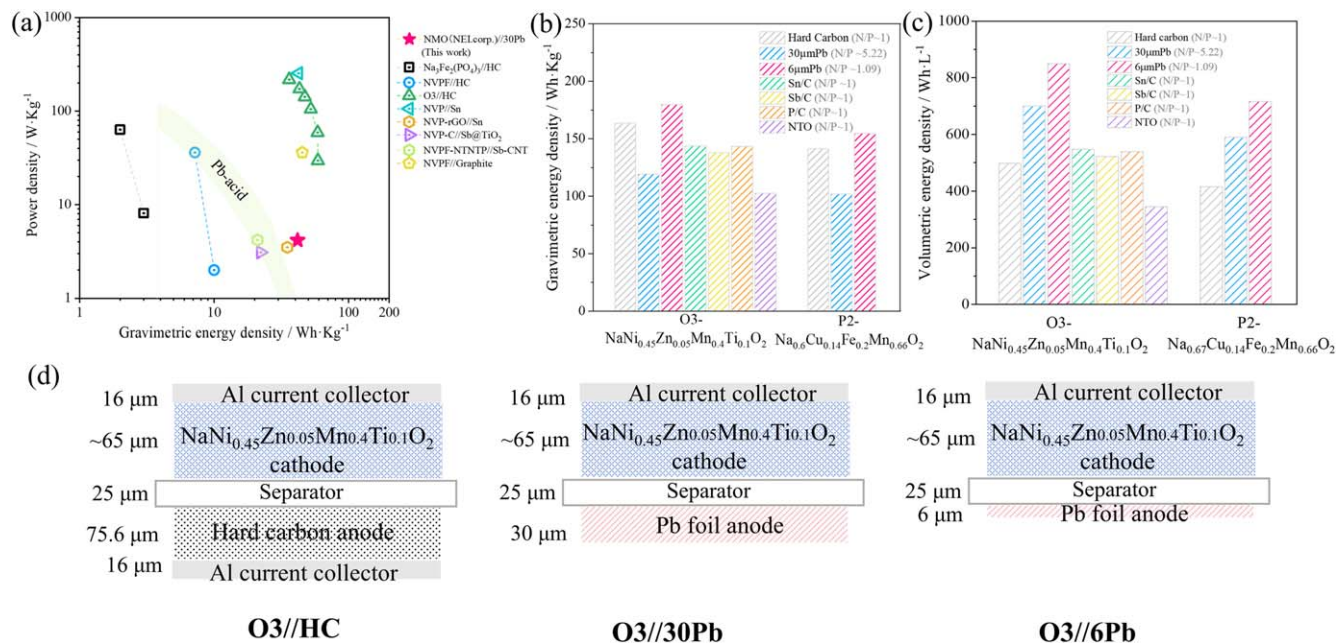 (a)
1000
100
10
1
Power density / W·Kg⁻¹
1
10
100
200
Gravimetric energy density / Wh·Kg⁻¹
Pb-acid
NMO(NEI.corp.)//30Pb
(This work)
Na₃Fe₂(PO₄)₃//HC
NVPF//HC
O3//HC
NVP//Sn
NVP-rGO//Sn
NVP-C//Sb@TiO₂
NVPF-NTNTP//Sb-CNT
NVPF//Graphite
(b)
250
200
150
100
50
0
Gravimetric energy density / Wh·Kg⁻¹
Hard Carbon (N/P~1)
30μmPb (N/P ~5.22)
6μmPb (N/P ~1.09)
Sn/C (N/P ~1)
Sb/C (N/P ~1)
P/C (N/P ~1)
NTO (N/P~1)
O3-
NaNi₀.₄₅Zn₀.₀₅Mn₀.₄Ti₀.₁O₂
P2-
Na₀.₆Cu₀.₁₄Fe₀.₂Mn₀.₆₆O₂
(c)
1000
800
600
400
200
0
Volumetric energy density / Wh·L⁻¹
Hard carbon (N/P~1)
30μmPb (N/P ~5.22)
6μmPb (N/P ~1.09)
Sn/C (N/P ~1)
Sb/C (N/P ~1)
P/C (N/P ~1)
NTO (N/P~1)
O3-
NaNi₀.₄₅Zn₀.₀₅Mn₀.₄Ti₀.₁O₂
P2-
Na₀.₆₇Cu₀.₁₄Fe₀.₂Mn₀.₆₆O₂
(d)
16 μm
Al current collector
~65 μm
NaNi₀.₄₅Zn₀.₀₅Mn₀.₄Ti₀.₁O₂
cathode
25 μm
Separator
75.6 μm
Hard carbon anode
16 μm
Al current collector
O3//HC
16 μm
Al current collector
~65 μm
NaNi₀.₄₅Zn₀.₀₅Mn₀.₄Ti₀.₁O₂
cathode
25 μm
Separator
30 μm
Pb foil anode
O3//30Pb
16 μm
Al current collector
~65 μm
NaNi₀.₄₅Zn₀.₀₅Mn₀.₄Ti₀.₁O₂
cathode
25 μm
Separator
6 μm
Pb foil anode
O3//6Pb